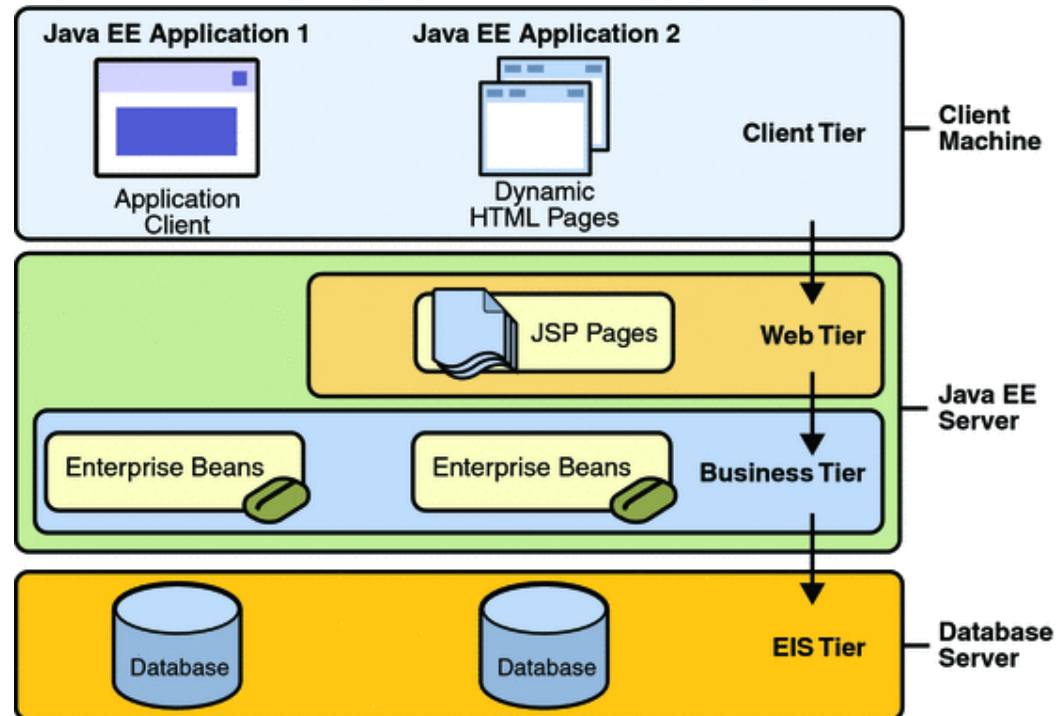 Java EE Application 1
Java EE Application 2
Application
Client
Dynamic
HTML Pages
Client Tier
Client
Machine
JSP Pages
Web Tier
Java EE
Server
Enterprise Beans
Enterprise Beans
Business Tier
Database
Database
EIS Tier
Database
Server